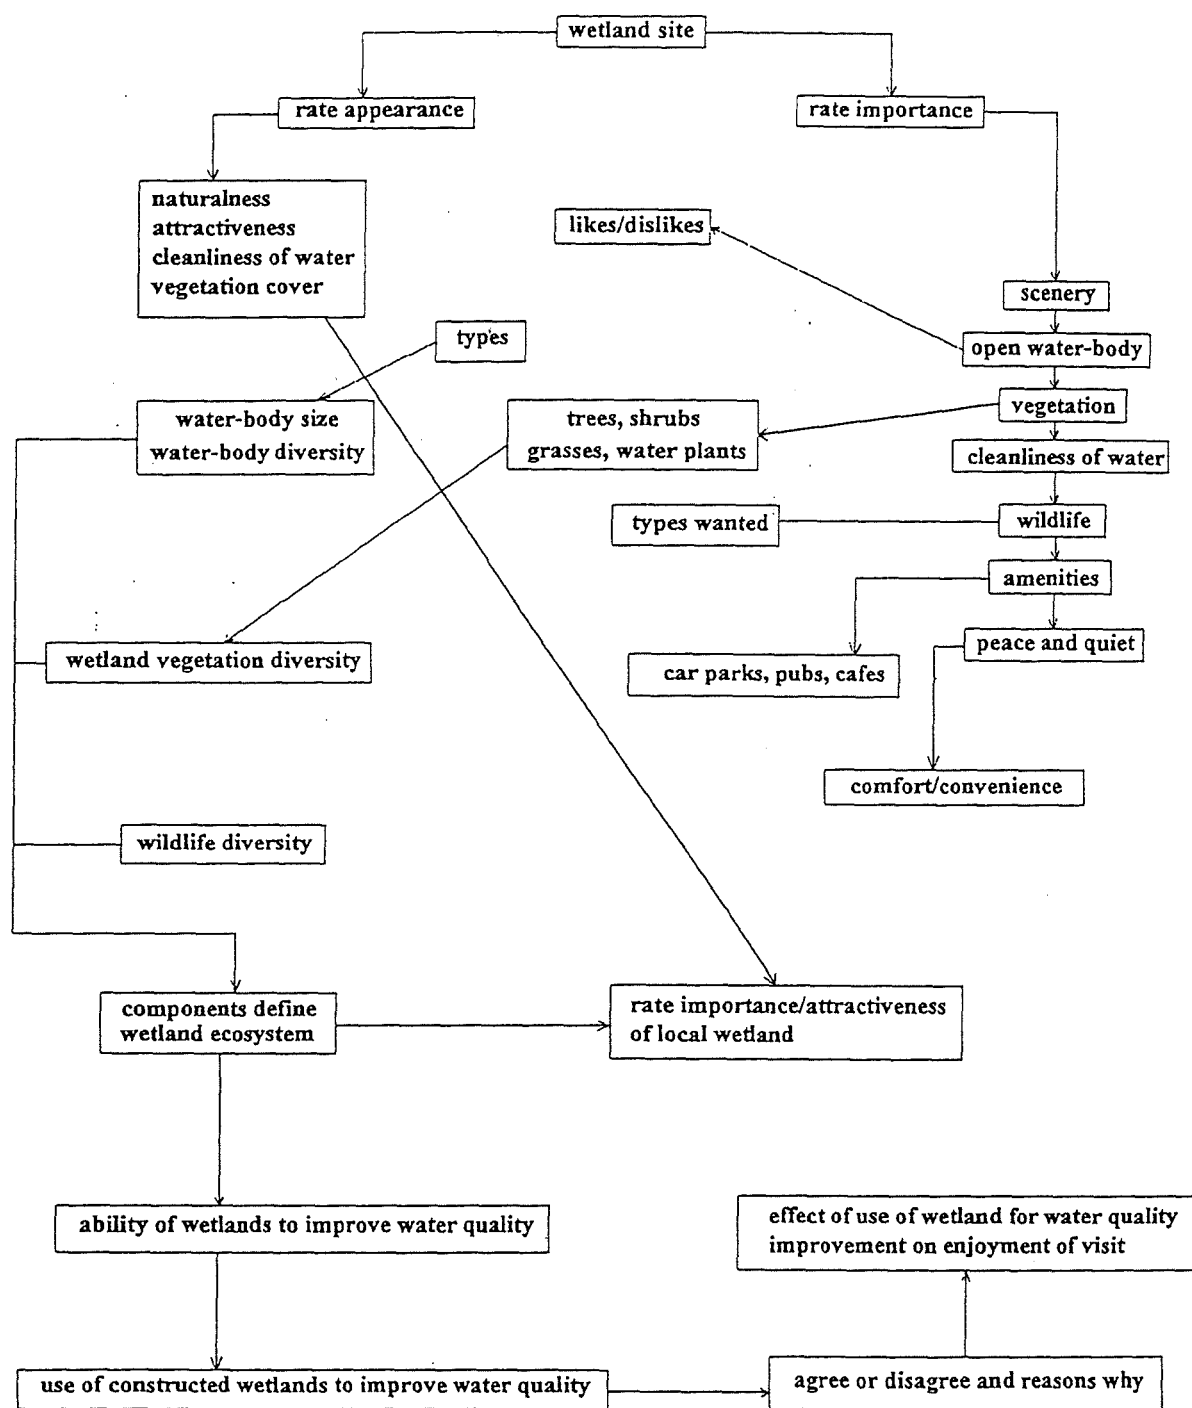 wetland site
rate appearance
rate importance
naturalness
attractiveness
cleanliness of water
vegetation cover
likes/dislikes
scenery
types
open water-body
water-body size
water-body diversity
trees, shrubs
grasses, water plants
vegetation
cleanliness of water
types wanted
wildlife
amenities
peace and quiet
wetland vegetation diversity
car parks, pubs, cafes
comfort/convenience
wildlife diversity
components define
wetland ecosystem
rate importance/attractiveness
of local wetland
ability of wetlands to improve water quality
effect of use of wetland for water quality
improvement on enjoyment of visit
use of constructed wetlands to improve water quality
agree or disagree and reasons why